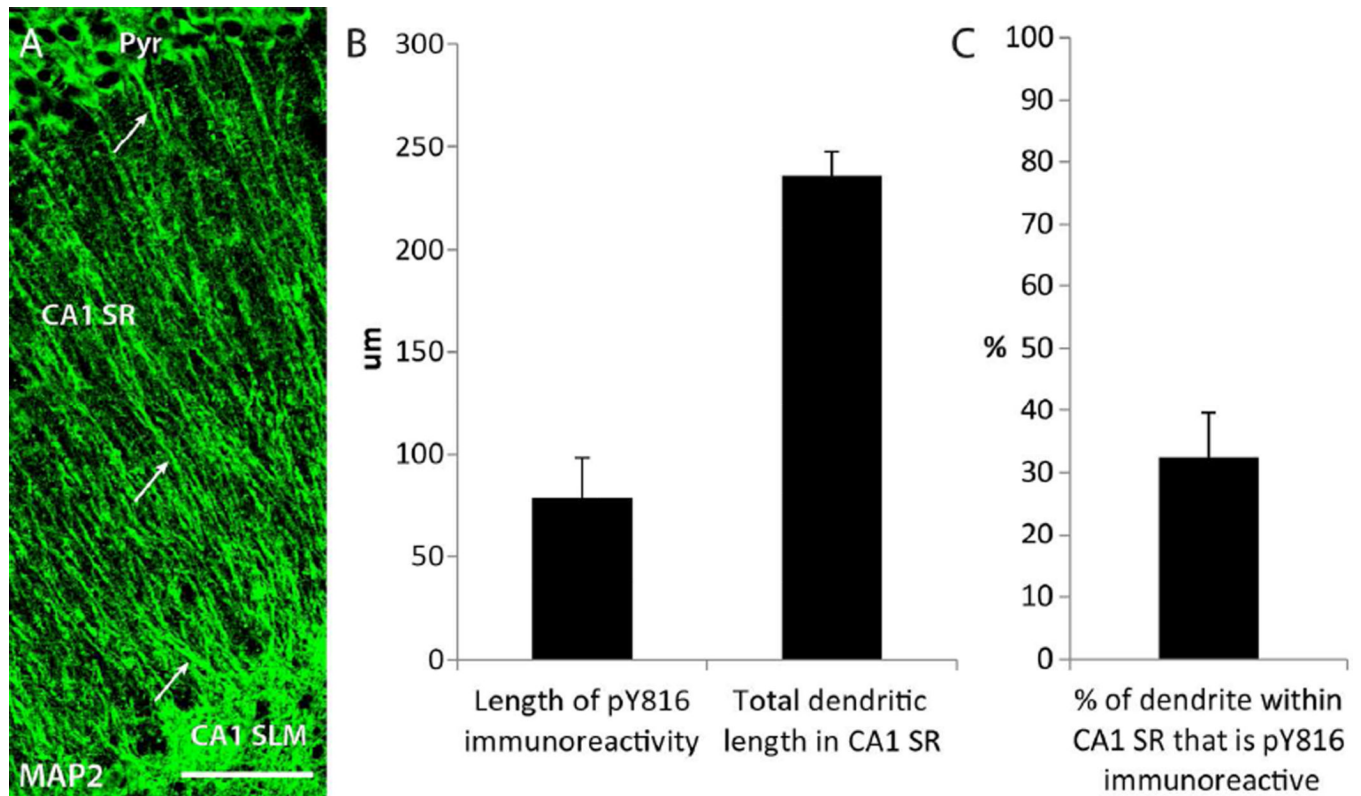 A
Pyr
CA1 SR
CA1 SLM
MAP2
B
300
250
200
150
100
50
0
um
Length of pY816
immunoreactivity
Total dendritic
length in CA1 SR
C
100
90
80
70
60
50
40
30
20
10
0
%
% of dendrite within
CA1 SR that is pY816
immunoreactive